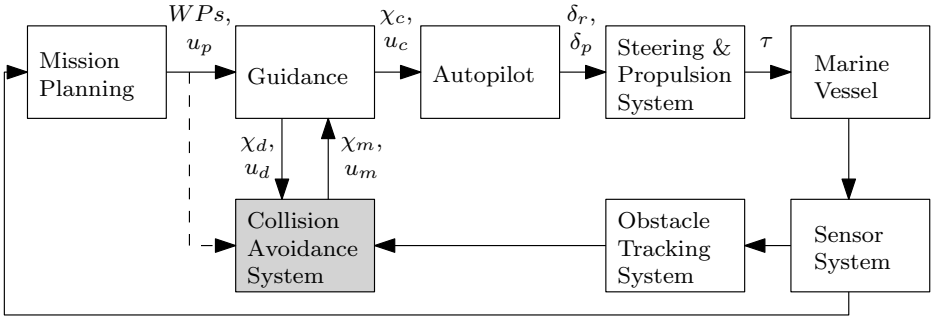 WPs,
u_p
χ_c,
u_c
δ_r,
δ_p
τ
Mission
Planning
Guidance
Autopilot
Steering &
Propulsion
System
Marine
Vessel
χ_d,
u_d
χ_m,
u_m
Collision
Avoidance
System
Obstacle
Tracking
System
Sensor
System